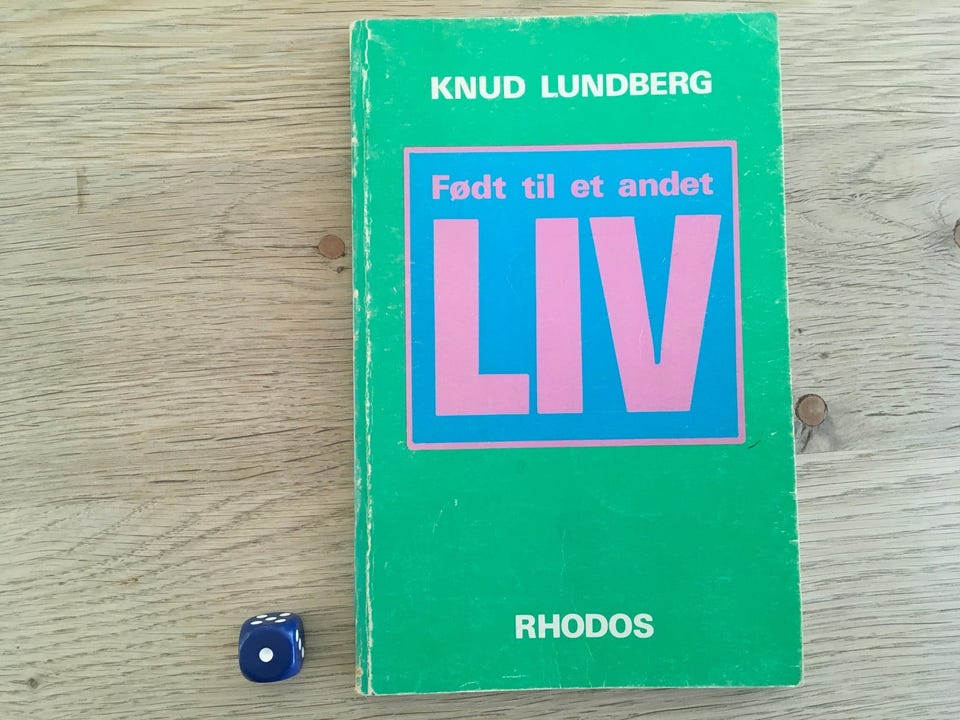 KNUD LUNDBERG
Født til et andet
LIV
RHODOS